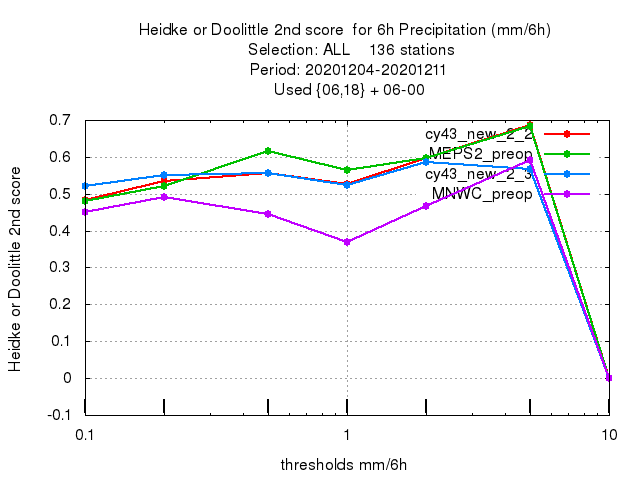 Heidke or Doolittle 2nd score for 6h Precipitation (mm/6h)
Selection: ALL 136 stations
Period: 20201204-20201211
Used {06,18} + 06-00
cy43_new_2_2
MEPS2_preop
cy43_new_2_3
MNWC_preop
Heidke or Doolittle 2nd score
0.7
0.6
0.5
0.4
0.3
0.2
0.1
0
-0.1
0.1
1
10
thresholds mm/6h